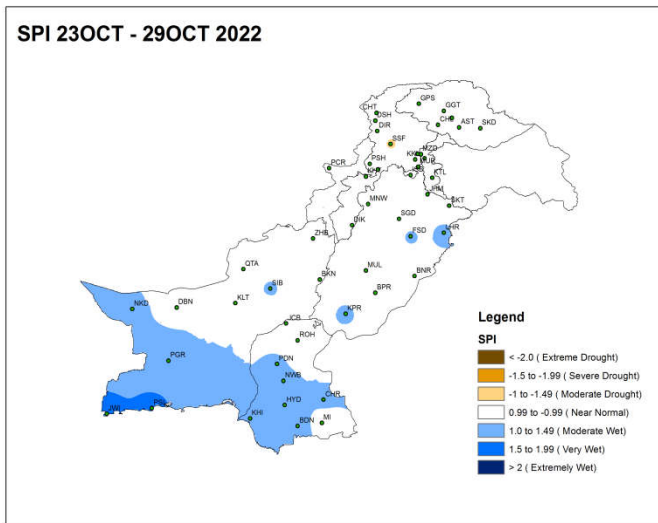 SPI 23OCT - 29OCT 2022
GPS
CHT
GGT
DSH
DIR
AST
SKD
SSF
MZD
PSH
PCR
KTL
JHM
MNW
SKT
SGD
DIK
LHR
FSD
ZHB
QTA
MUL
BNR
BKN
SIB
BPR
NKD
DBN
KLT
KPR
JCB
ROH
PGR
PDN
NWB
CHR
HYD
KHI
BDN
MI
JWI
Legend
SPI
< -2.0 ( Extreme Drought)
-1.5 to -1.99 ( Severe Drought)
-1 to -1.49 ( Moderate Drought)
0.99 to -0.99 ( Near Normal)
1.0 to 1.49 ( Moderate Wet)
1.5 to 1.99 ( Very Wet)
> 2 ( Extremely Wet)